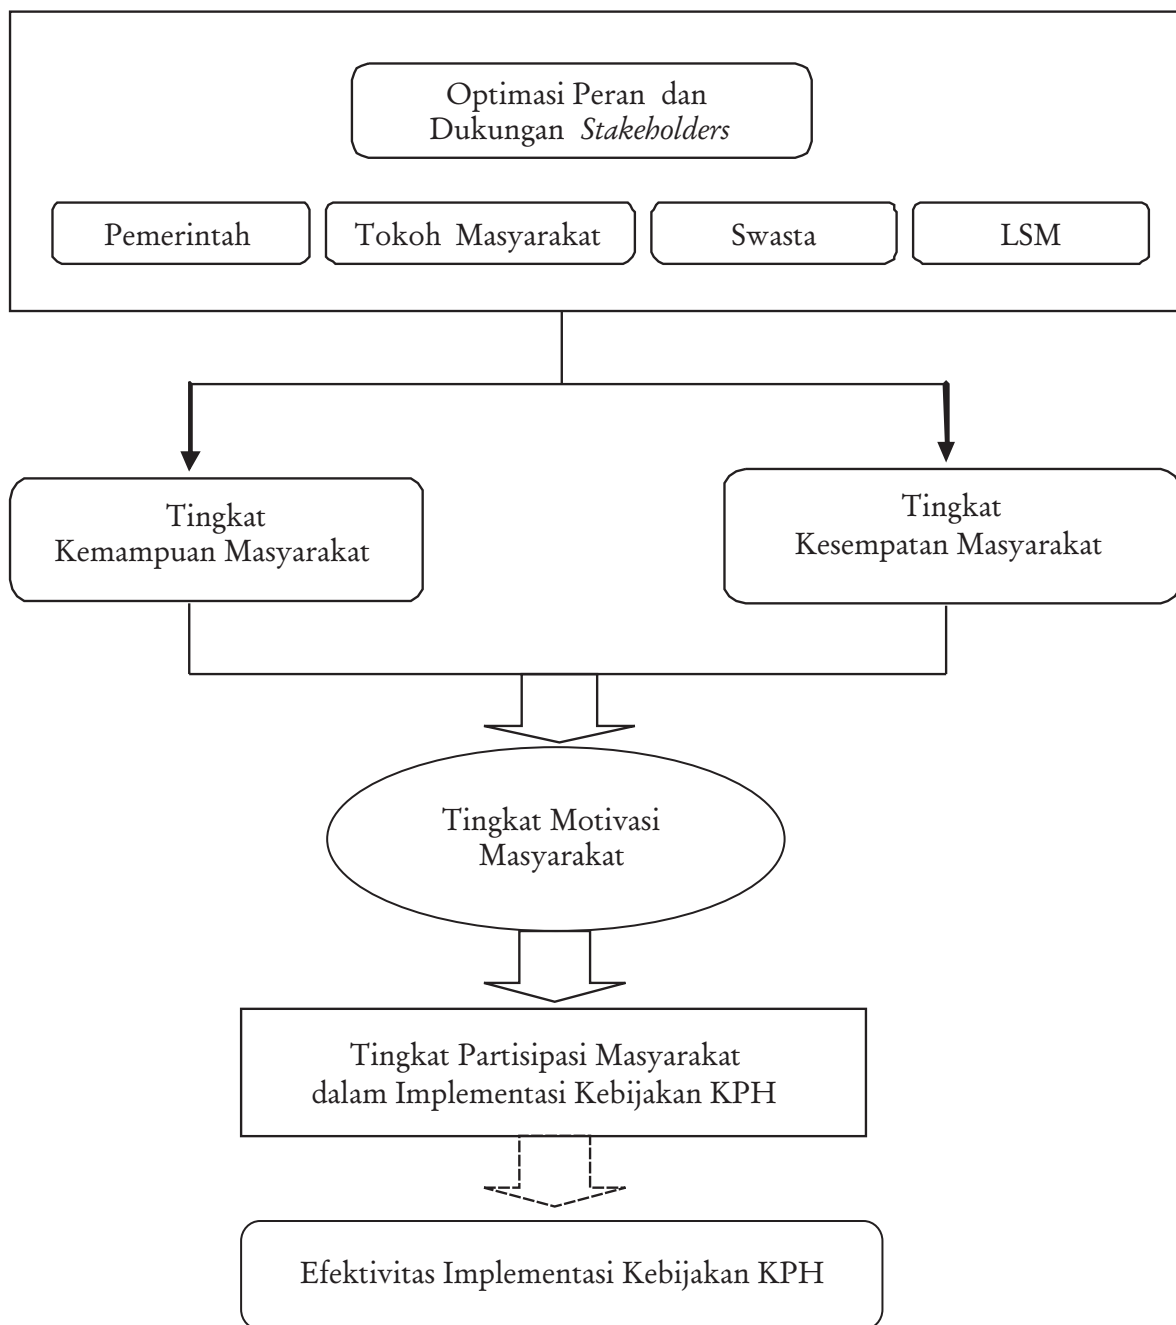 Optimasi Peran dan
Dukungan Stakeholders
Pemerintah
Tokoh Masyarakat
Swasta
LSM
Tingkat
Kemampuan Masyarakat
Tingkat
Kesempatan Masyarakat
Tingkat Motivasi
Masyarakat
Tingkat Partisipasi Masyarakat
dalam Implementasi Kebijakan KPH
Efektivitas Implementasi Kebijakan KPH